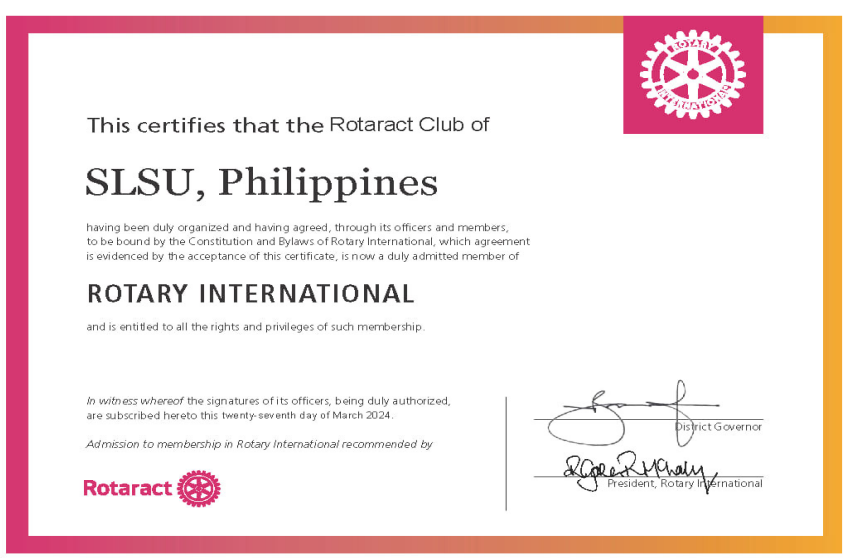 ROTARY
INTERNATIONAL
This certifies that the Rotaract Club of
SLSU, Philippines
having been duly organized and having agreed, through its officers and members,
to be bound by the Constitution and Bylaws of Rotary International, which agreement
is evidenced by the acceptance of this certificate, is now a duly admitted member of
ROTARY INTERNATIONAL
and is entitled to all the rights and privileges of such membership.
In witness whereof the signatures of its officers, being duly authorized,
are subscribed hereto this twenty-seventh day of March 2024.
Admission to membership in Rotary International recommended by
Rotaract
District Governor
President, Rotary International